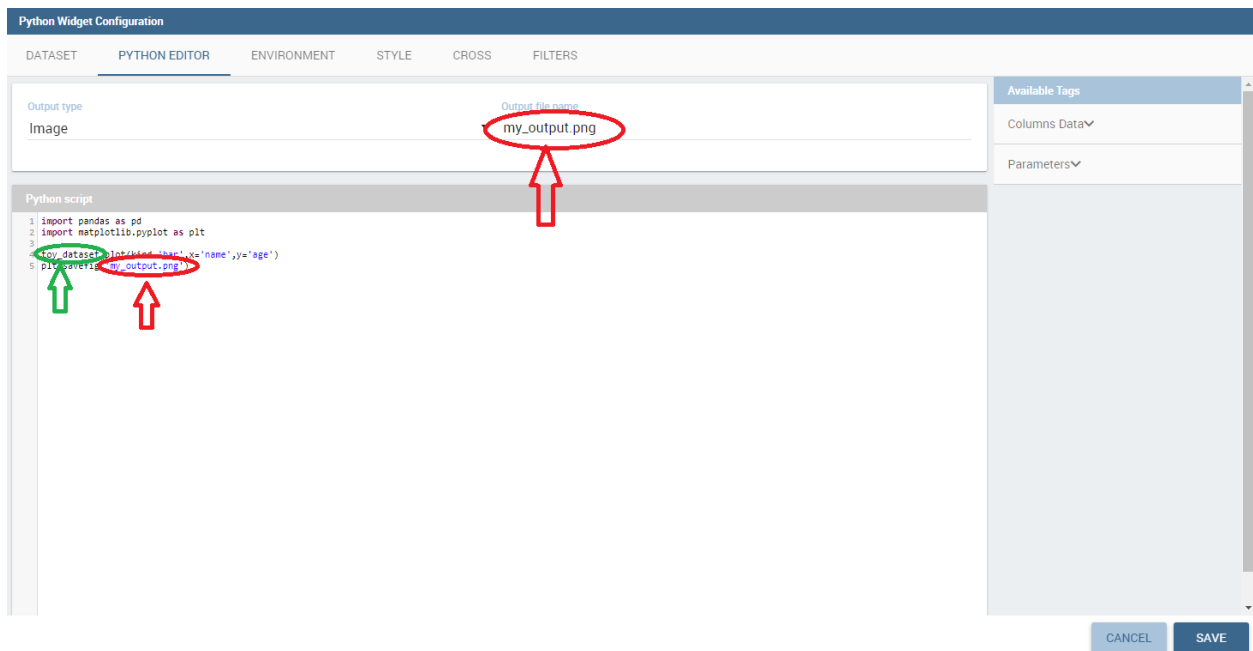 Python Widget Configuration
DATASET PYTHON EDITOR ENVIRONMENT STYLE CROSS FILTERS
Output type Output file name
Image my_output.png
Available Tags
Columns Data
Parameters
Python script
1 import pandas as pd
2 import matplotlib.pyplot as plt
3
4 toy_dataset.plot(kind='bar',x='name',y='age')
5 plt.savefig('my_output.png')
CANCEL SAVE